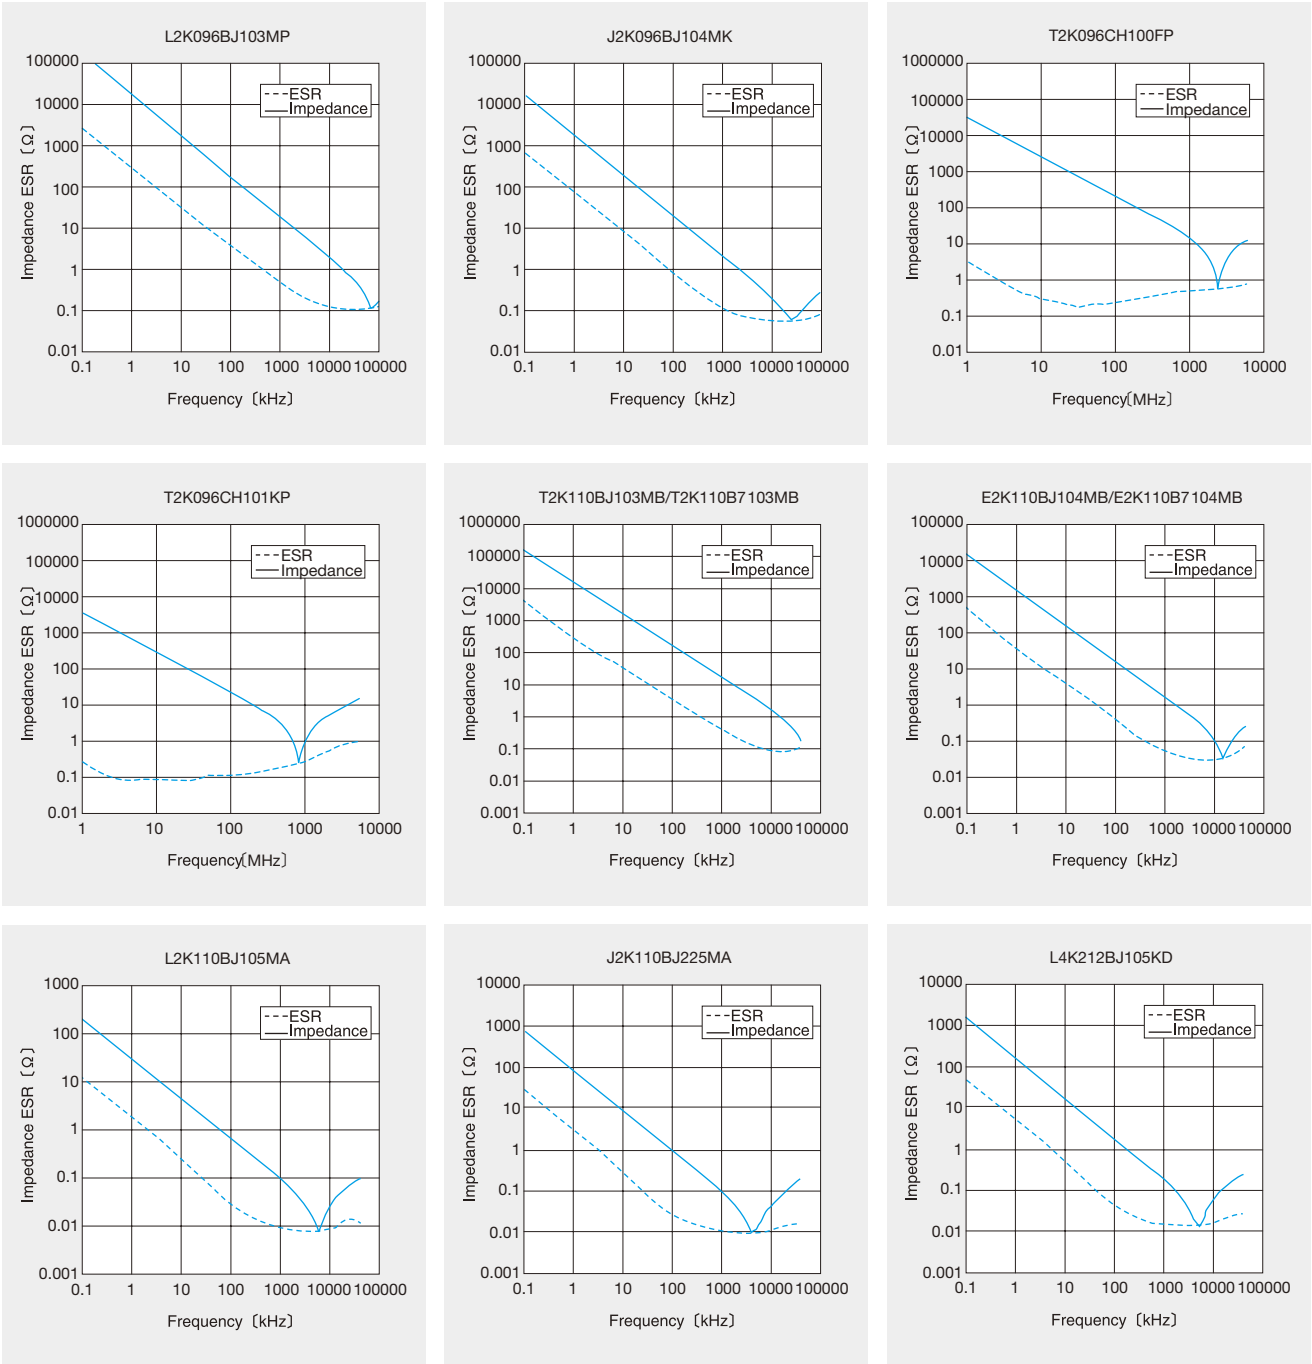 L2K096BJ103MP
100000
10000
1000
100
10
1
0.1
0.01
Impedance ESR〔Ω〕
ESR
Impedance
0.1 1 10 100 1000 10000 100000
Frequency〔kHz〕
J2K096BJ104MK
100000
10000
1000
100
10
1
0.1
0.01
Impedance ESR〔Ω〕
ESR
Impedance
0.1 1 10 100 1000 10000 100000
Frequency〔kHz〕
T2K096CH100FP
1000000
100000
10000
1000
100
10
1
0.1
0.01
Impedance ESR〔Ω〕
ESR
Impedance
1 10 100 1000 10000
Frequency〔MHz〕
T2K096CH101KP
1000000
100000
10000
1000
100
10
1
0.1
0.01
Impedance ESR〔Ω〕
ESR
Impedance
1 10 100 1000 10000
Frequency〔MHz〕
T2K110BJ103MB/T2K110B7103MB
1000000
100000
10000
1000
100
10
1
0.1
0.01
0.001
Impedance ESR〔Ω〕
ESR
Impedance
0.1 1 10 100 1000 10000 100000
Frequency〔kHz〕
E2K110BJ104MB/E2K110B7104MB
100000
10000
1000
100
10
1
0.1
0.01
0.001
Impedance ESR〔Ω〕
ESR
Impedance
0.1 1 10 100 1000 10000 100000
Frequency〔kHz〕
L2K110BJ105MA
1000
100
10
1
0.1
0.01
0.001
Impedance ESR〔Ω〕
ESR
Impedance
0.1 1 10 100 1000 10000 100000
Frequency〔kHz〕
J2K110BJ225MA
10000
1000
100
10
1
0.1
0.01
0.001
Impedance ESR〔Ω〕
ESR
Impedance
0.1 1 10 100 1000 10000 100000
Frequency〔kHz〕
L4K212BJ105KD
10000
1000
100
10
1
0.1
0.01
0.001
Impedance ESR〔Ω〕
ESR
Impedance
0.1 1 10 100 1000 10000 100000
Frequency〔kHz〕